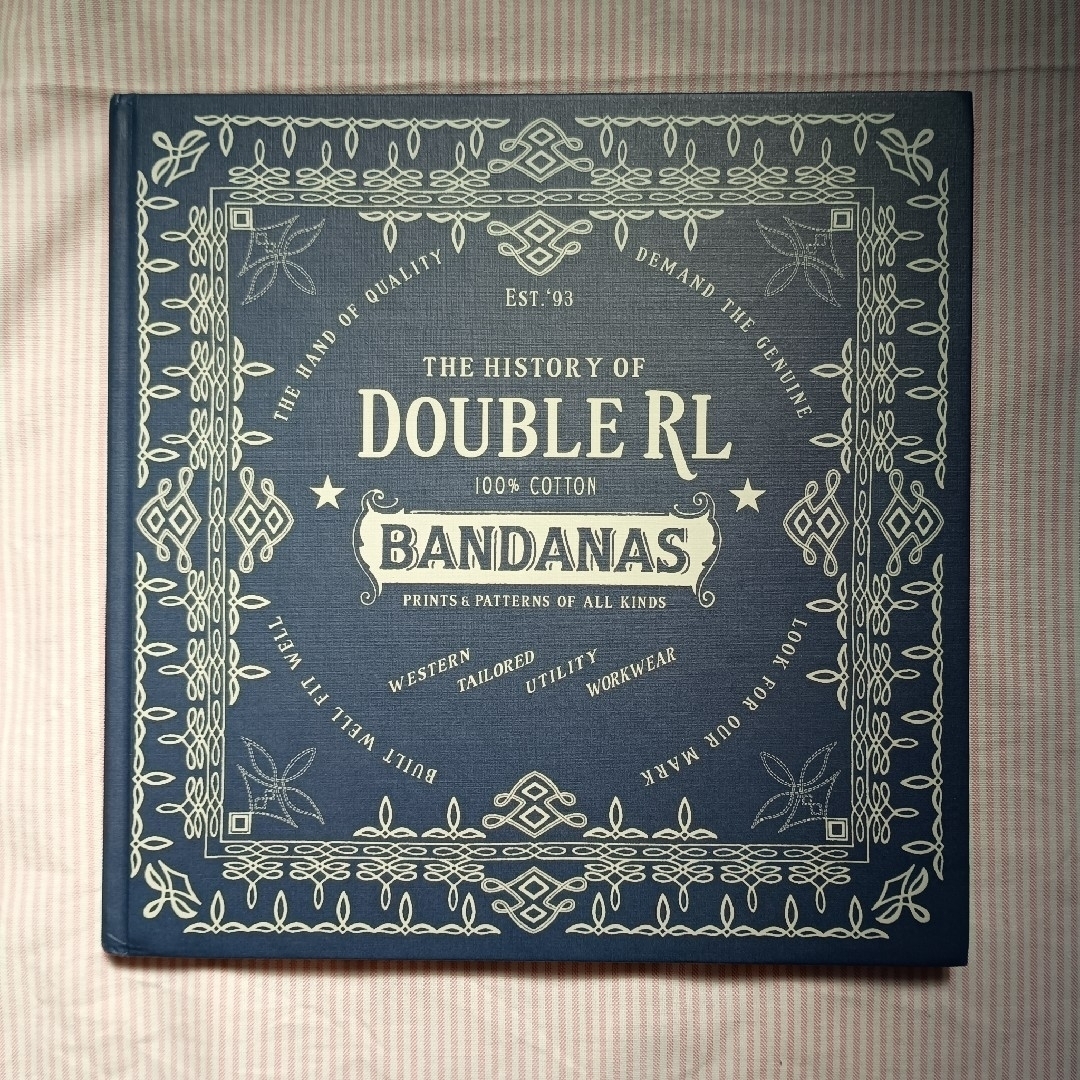 THE HAND OF QUALITY
DEMAND THE GENUINE
EST. '93
THE HISTORY OF
DOUBLE RL
100% COTTON
BANDANAS
PRINTS & PATTERNS OF ALL KINDS
WESTERN
TAILORED
UTILITY
WORKWEAR
BUILT WELL FIT WELL
LOOK FOR OUR MARK